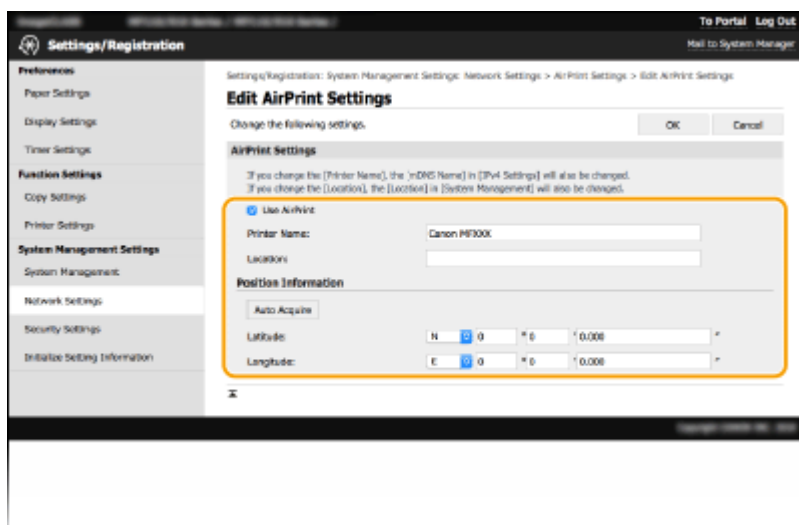 To Portal Log Out
Settings/Registration
Mail to System Manager
Preferences
Paper Settings
Display Settings
Timer Settings
Function Settings
Copy Settings
Printer Settings
System Management Settings
System Management
Network Settings
Security Settings
Initialize Setting Information
Settings/Registration: System Management Settings: Network Settings > AirPrint Settings > Edit AirPrint Settings
Edit AirPrint Settings
Change the following settings.
OK
Cancel
AirPrint Settings
If you change the [Printer Name], the [mDNS Name] in [IPv4 Settings] will also be changed.
If you change the [Location], the [Location] in [System Management] will also be changed.
Use AirPrint
Printer Name: Canon MFXXX
Location:
Position Information
Auto Acquire
Latitude: N 0 ° 0 ' 0.000 "
Longitude: E 0 ° 0 ' 0.000 "